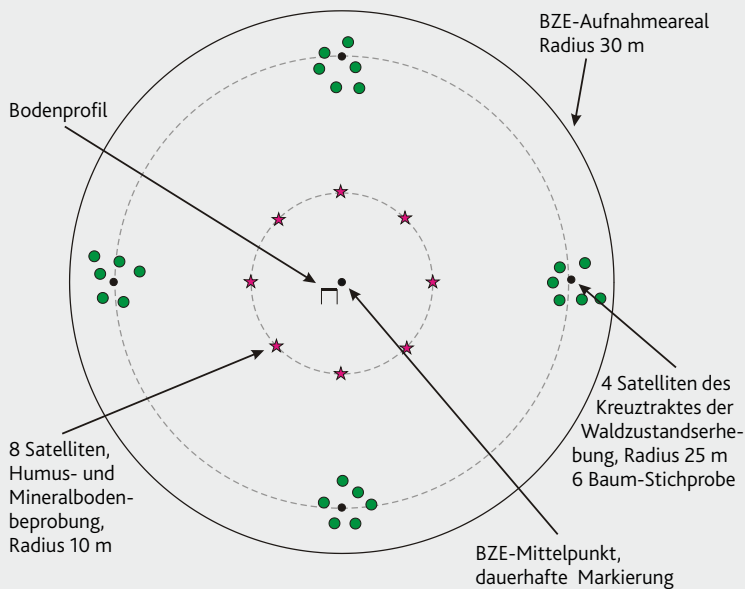 BZE-Aufnahmeareal
Radius 30 m
Bodenprofil
4 Satelliten des
Kreuztraktes der
Waldzustandserhe-
bung, Radius 25 m
6 Baum-Stichprobe
8 Satelliten,
Humus- und
Mineralboden-
beprobung,
Radius 10 m
BZE-Mittelpunkt,
dauerhafte Markierung